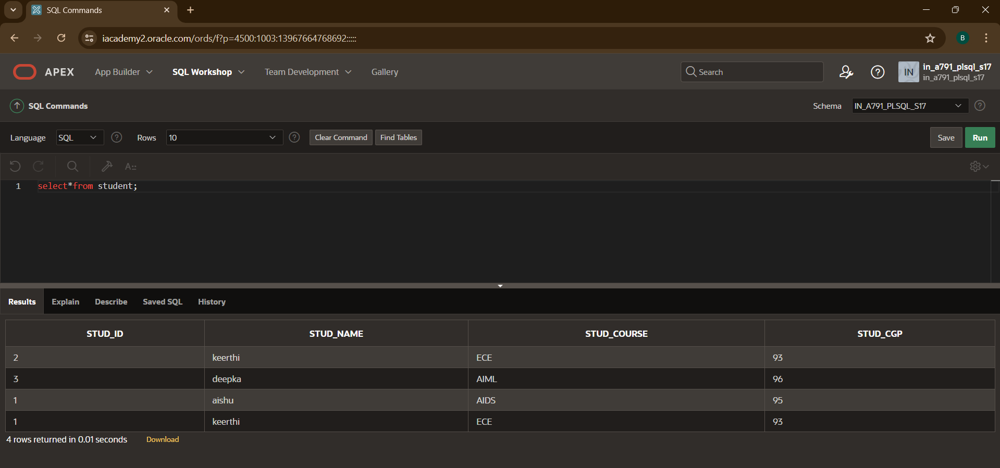 SQL Commands
iacademy2.oracle.com/ords/f?p=4500:1003:13967664768692:::::
B
APEX App Builder SQL Workshop Team Development Gallery Search IN in_a791_plsql_s17
in_a791_plsql_s17
SQL Commands Schema IN_A791_PLSQL_S17
Language SQL Rows 10 Clear Command Find Tables Save Run
A
1 select*from student;
Results Explain Describe Saved SQL History
STUD_ID STUD_NAME STUD_COURSE STUD_CGP
2 keerthi ECE 93
3 deepka AIML 96
1 aishu AIDS 95
1 keerthi ECE 93
4 rows returned in 0.01 seconds Download